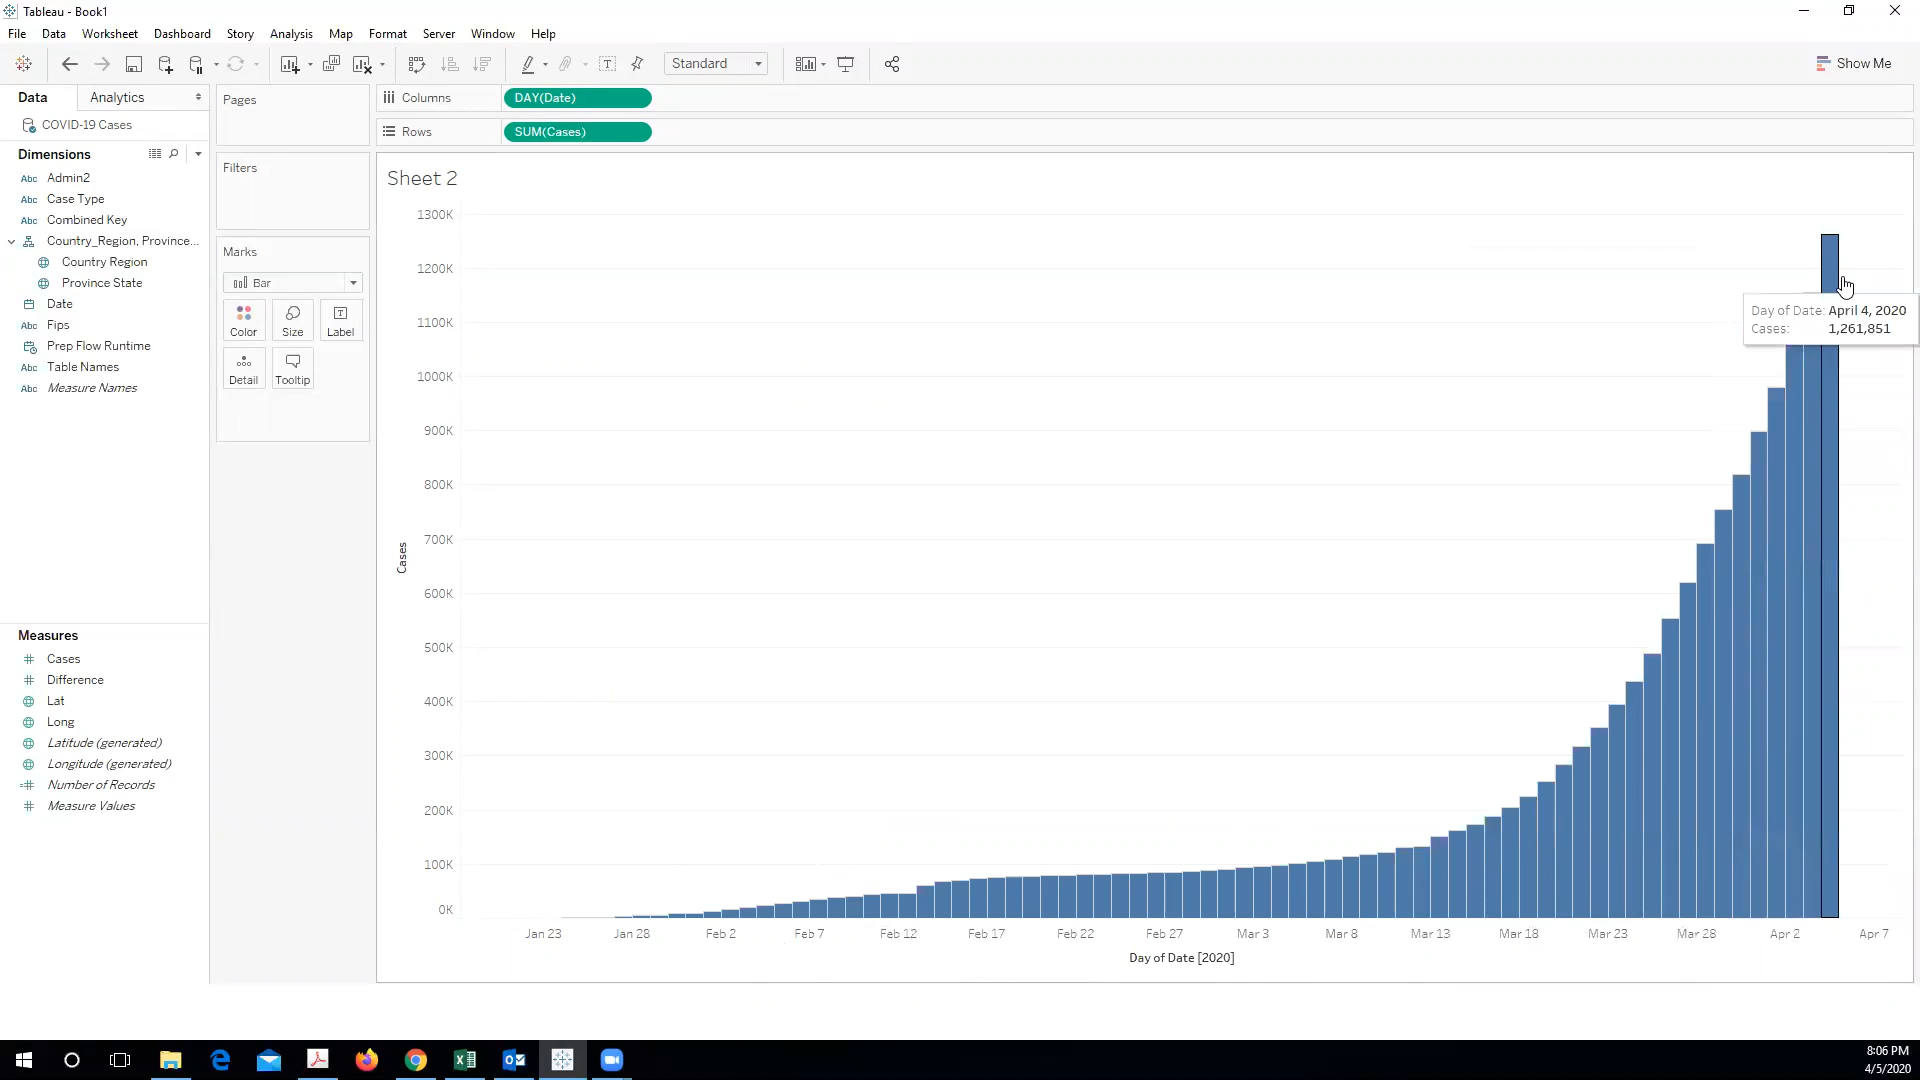 Tableau - Book1
File Data Worksheet Dashboard Story Analysis Map Format Server Window Help
Standard
Show Me
Data Analytics
COVID-19 Cases
Dimensions
Abc Admin2
Abc Case Type
Abc Combined Key
Country_Region, Province...
Country Region
Province State
Date
Abc Fips
Prep Flow Runtime
Abc Table Names
Abc Measure Names
Measures
# Cases
# Difference
Lat
Long
Latitude (generated)
Longitude (generated)
=# Number of Records
# Measure Values
Pages
Filters
Marks
Bar
Color Size Label
Detail Tooltip
Columns DAY(Date)
Rows SUM(Cases)
Sheet 2
1300K
1200K
1100K
1000K
900K
800K
700K
600K
500K
400K
300K
200K
100K
0K
Cases
Day of Date: April 4, 2020
Cases: 1,261,851
Jan 23 Jan 28 Feb 2 Feb 7 Feb 12 Feb 17 Feb 22 Feb 27 Mar 3 Mar 8 Mar 13 Mar 18 Mar 23 Mar 28 Apr 2 Apr 7
Day of Date [2020]
8:06 PM
4/5/2020